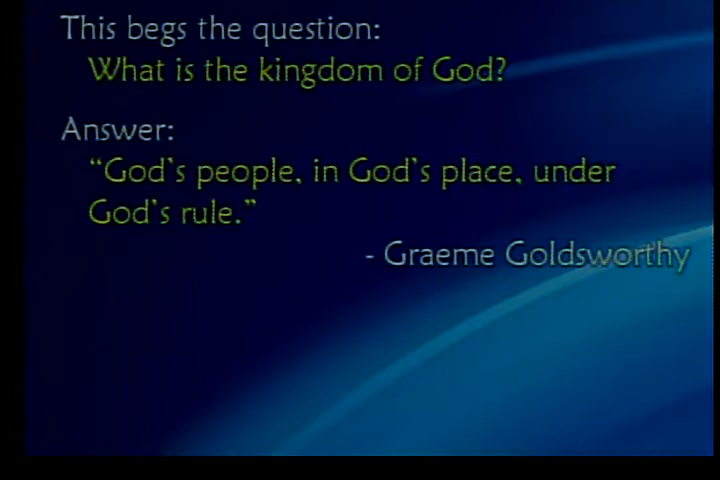 This begs the question:
What is the kingdom of God?
Answer:
“God’s people, in God’s place, under
God’s rule.”
- Graeme Goldsworthy